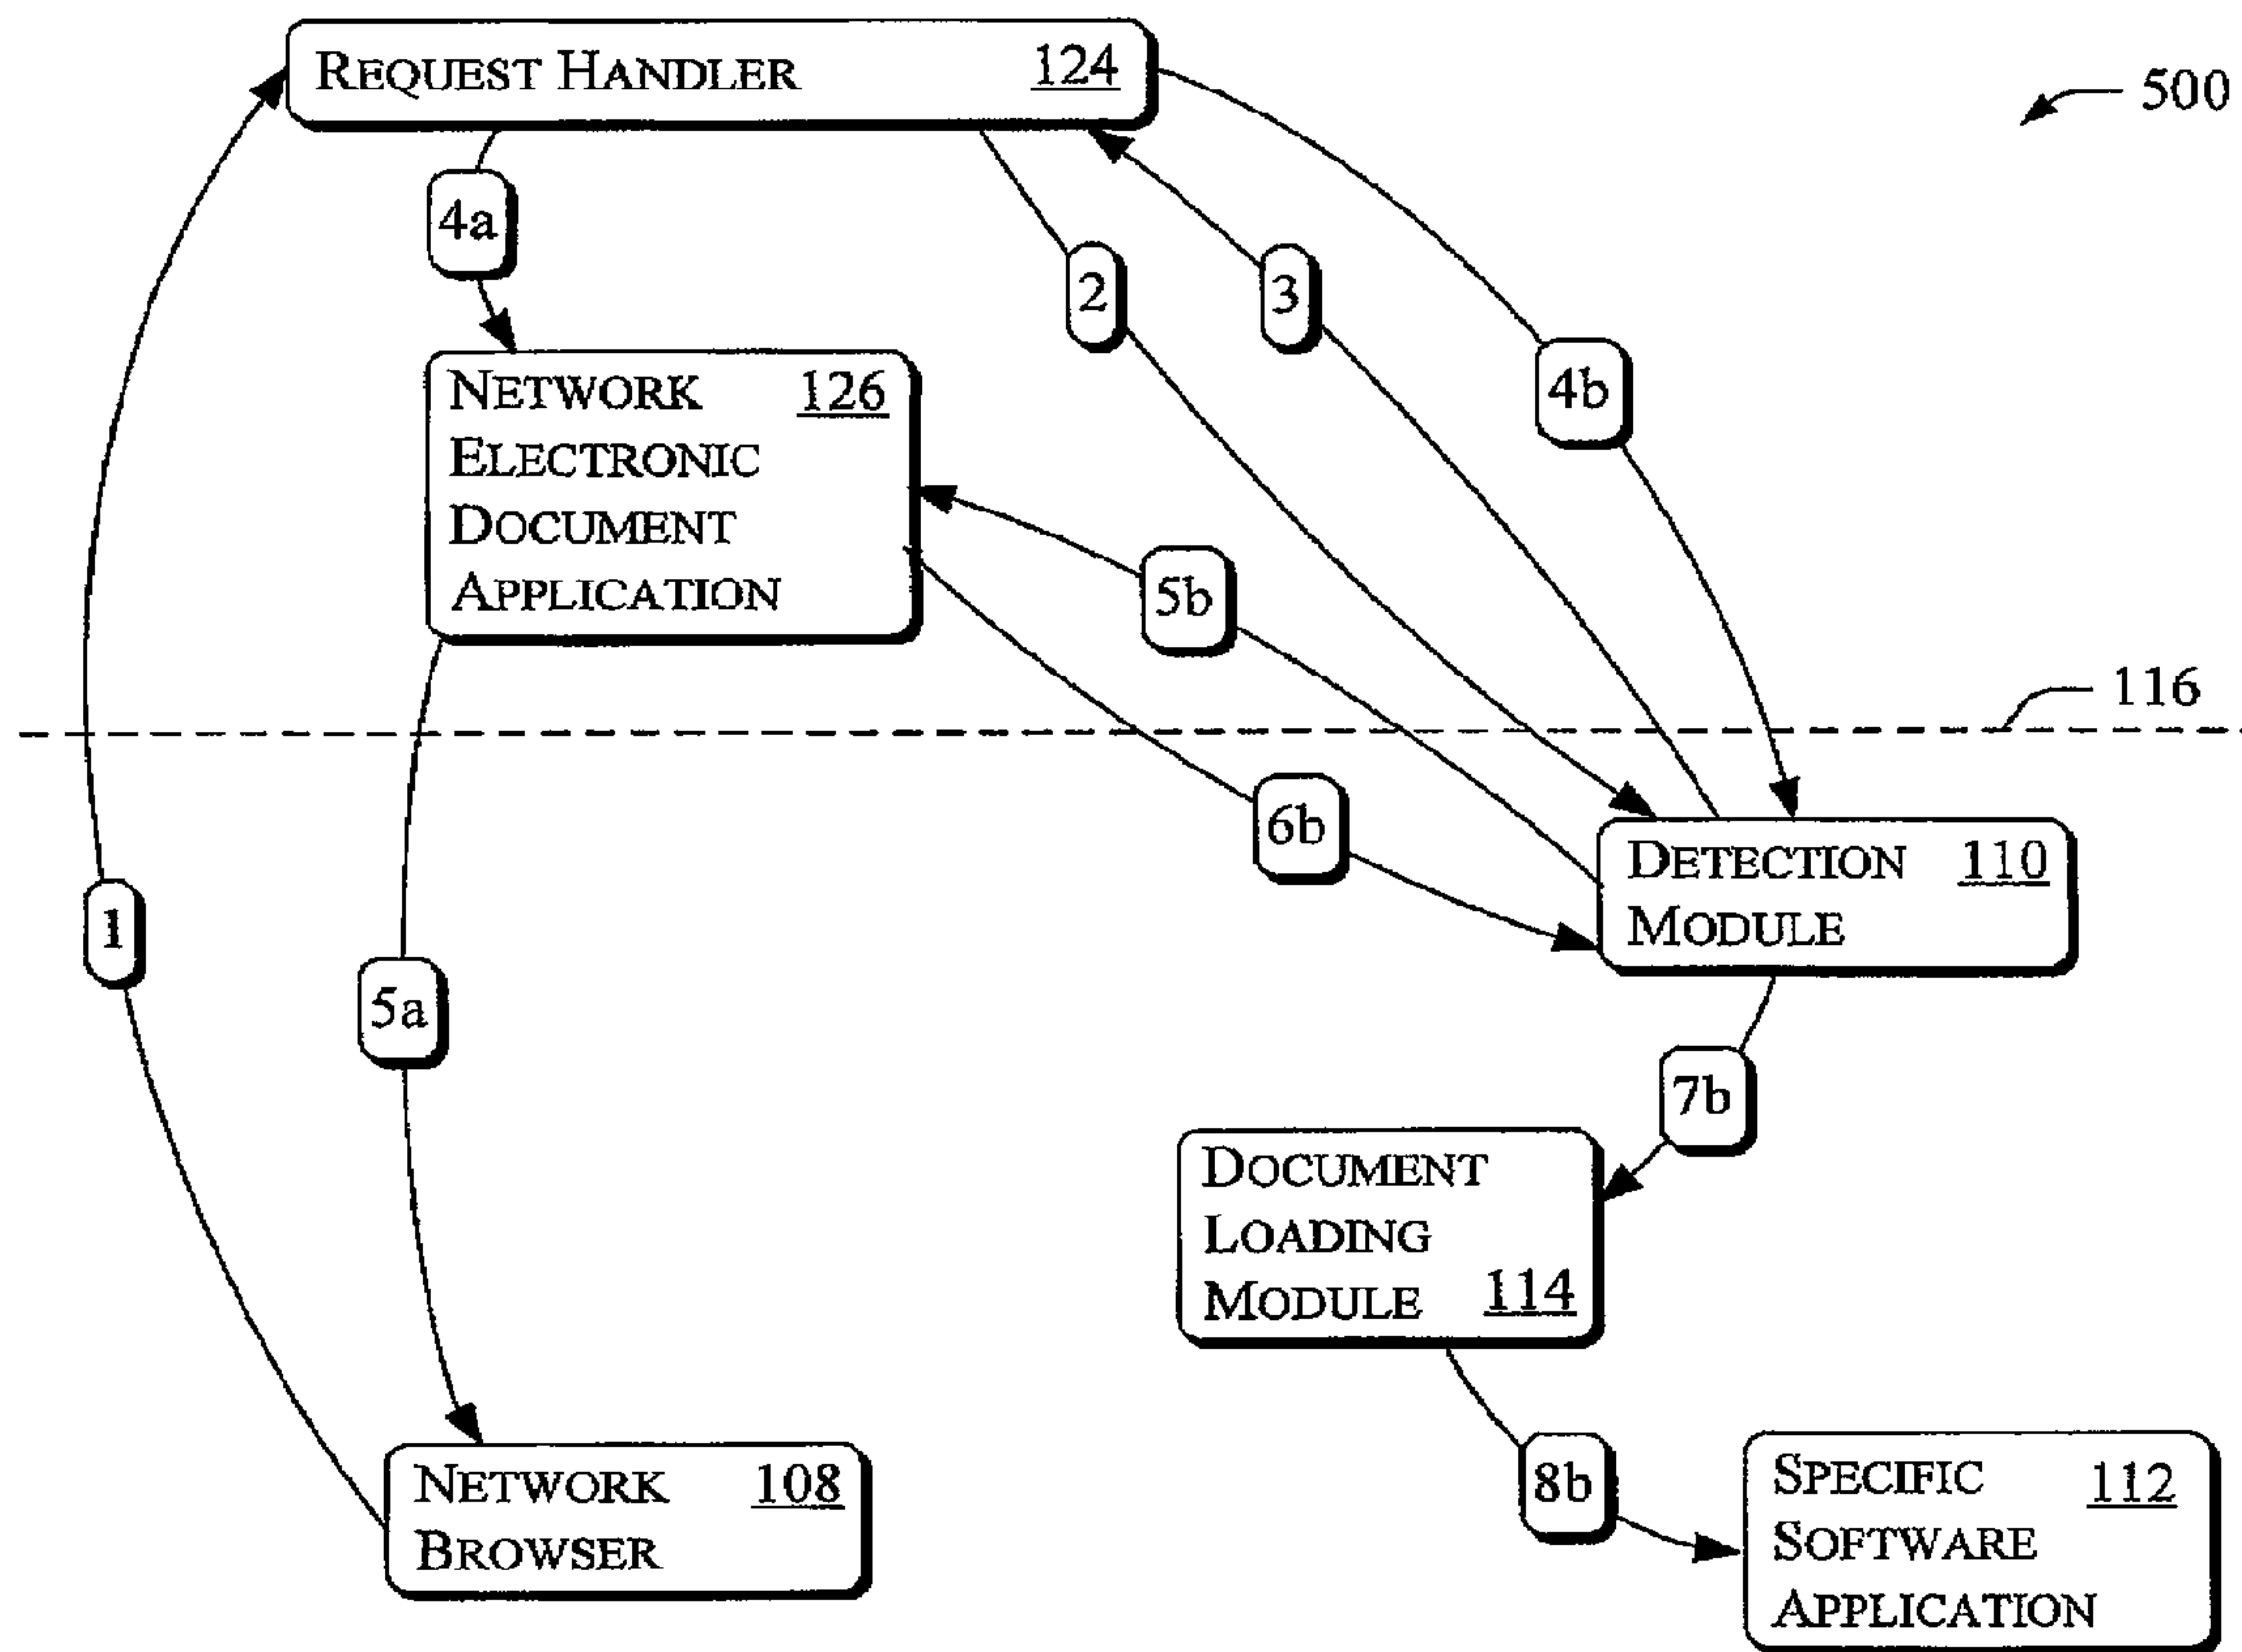 REQUEST HANDLER 124
500
4a
2
3
4b
NETWORK 126
ELECTRONIC
DOCUMENT
APPLICATION
5b
116
6b
DETECTION 110
MODULE
1
5a
7b
DOCUMENT
LOADING
MODULE 114
NETWORK 108
BROWSER
8b
SPECIFIC 112
SOFTWARE
APPLICATION